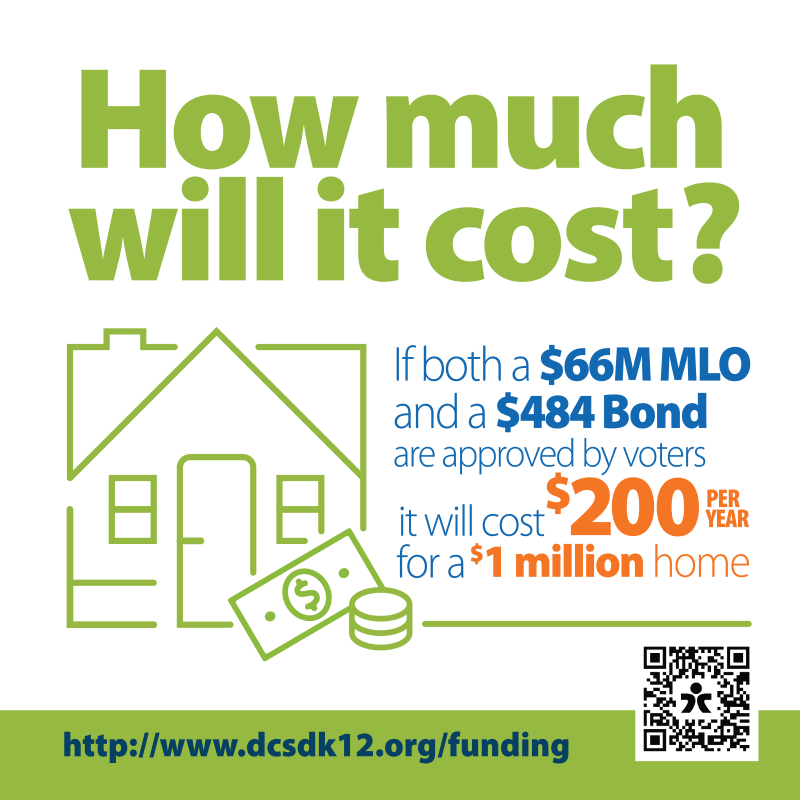 How much
will it cost?
If both a $66M MLO
and a $484 Bond
are approved by voters
it will cost $200 PER YEAR
for a $1 million home
$
http://www.dcsdk12.org/funding